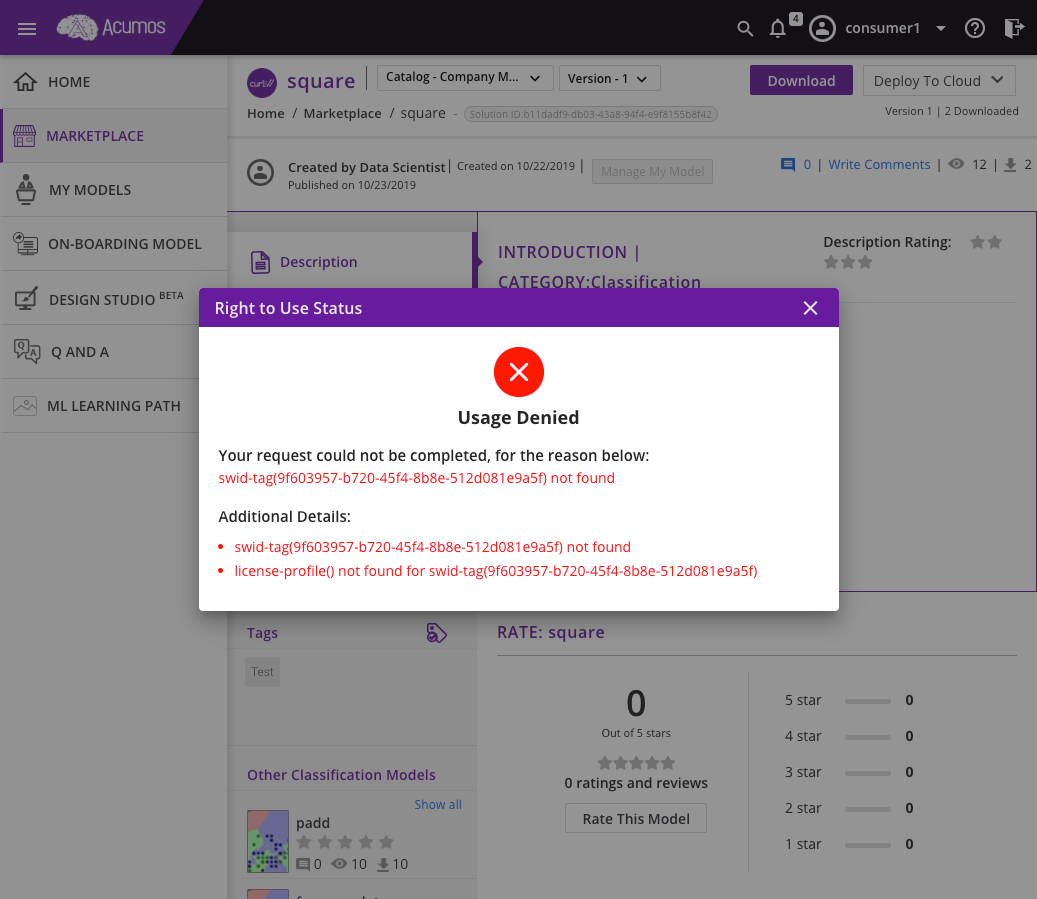 Acumos
4
consumer1
HOME
MARKETPLACE
MY MODELS
ON-BOARDING MODEL
DESIGN STUDIO BETA
Q AND A
ML LEARNING PATH
square
Catalog - Company M...
Version - 1
Download
Deploy To Cloud
Home / Marketplace / square - Solution ID:b11dadf9-db03-43a8-94f4-e9f8155b8f42
Version 1 | 2 Downloaded
Created by Data Scientist | Created on 10/22/2019 | Manage My Model
Published on 10/23/2019
0 | Write Comments | 12 | 2
Description
INTRODUCTION |
CATEGORY:Classification
Description Rating:
Right to Use Status
Usage Denied
Your request could not be completed, for the reason below:
swid-tag(9f603957-b720-45f4-8b8e-512d081e9a5f) not found
Additional Details:
• swid-tag(9f603957-b720-45f4-8b8e-512d081e9a5f) not found
• license-profile() not found for swid-tag(9f603957-b720-45f4-8b8e-512d081e9a5f)
Tags
Test
Other Classification Models
Show all
padd
0 10 10
RATE: square
0
Out of 5 stars
0 ratings and reviews
Rate This Model
5 star 0
4 star 0
3 star 0
2 star 0
1 star 0